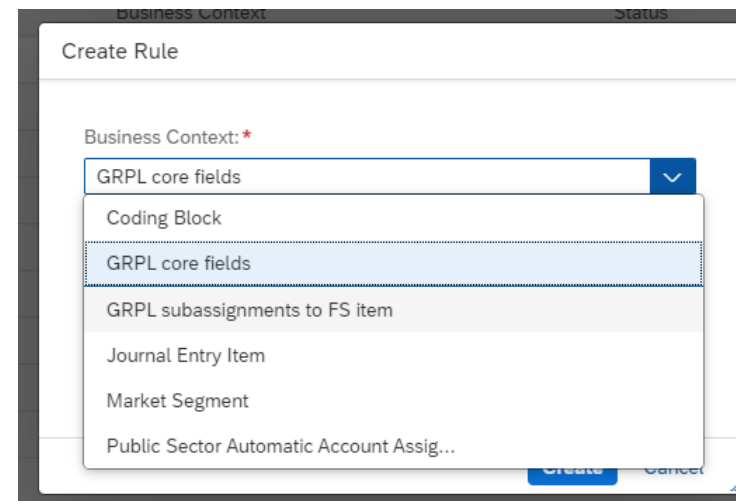 Business Context Status
Create Rule
Business Context:*
GRPL core fields
Coding Block
GRPL core fields
GRPL subassignments to FS item
Journal Entry Item
Market Segment
Public Sector Automatic Account Assig...
Create Cancel